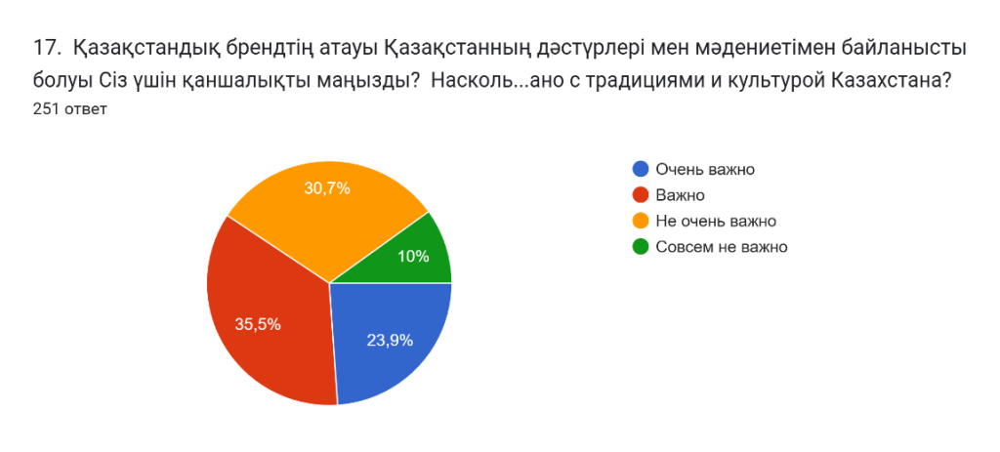 17.  Қазақстандық брендтің атауы Қазақстанның дәстүрлері мен мәдениетімен байланысты
болуы Сіз үшін қаншалықты маңызды?  Насколь...ано с традициями и культурой Казахстана?
251 ответ
Очень важно
Важно
Не очень важно
Совсем не важно
30,7%
10%
35,5%
23,9%